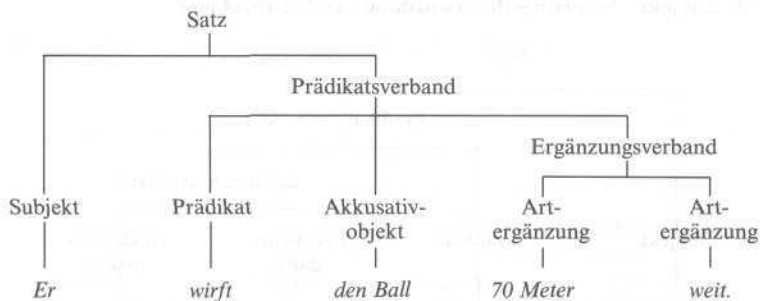 Satz
Prädikatsverband
Ergänzungsverband
Subjekt Prädikat Akkusativ- Art- Art-
objekt ergänzung ergänzung
Er wirft den Ball 70 Meter weit.